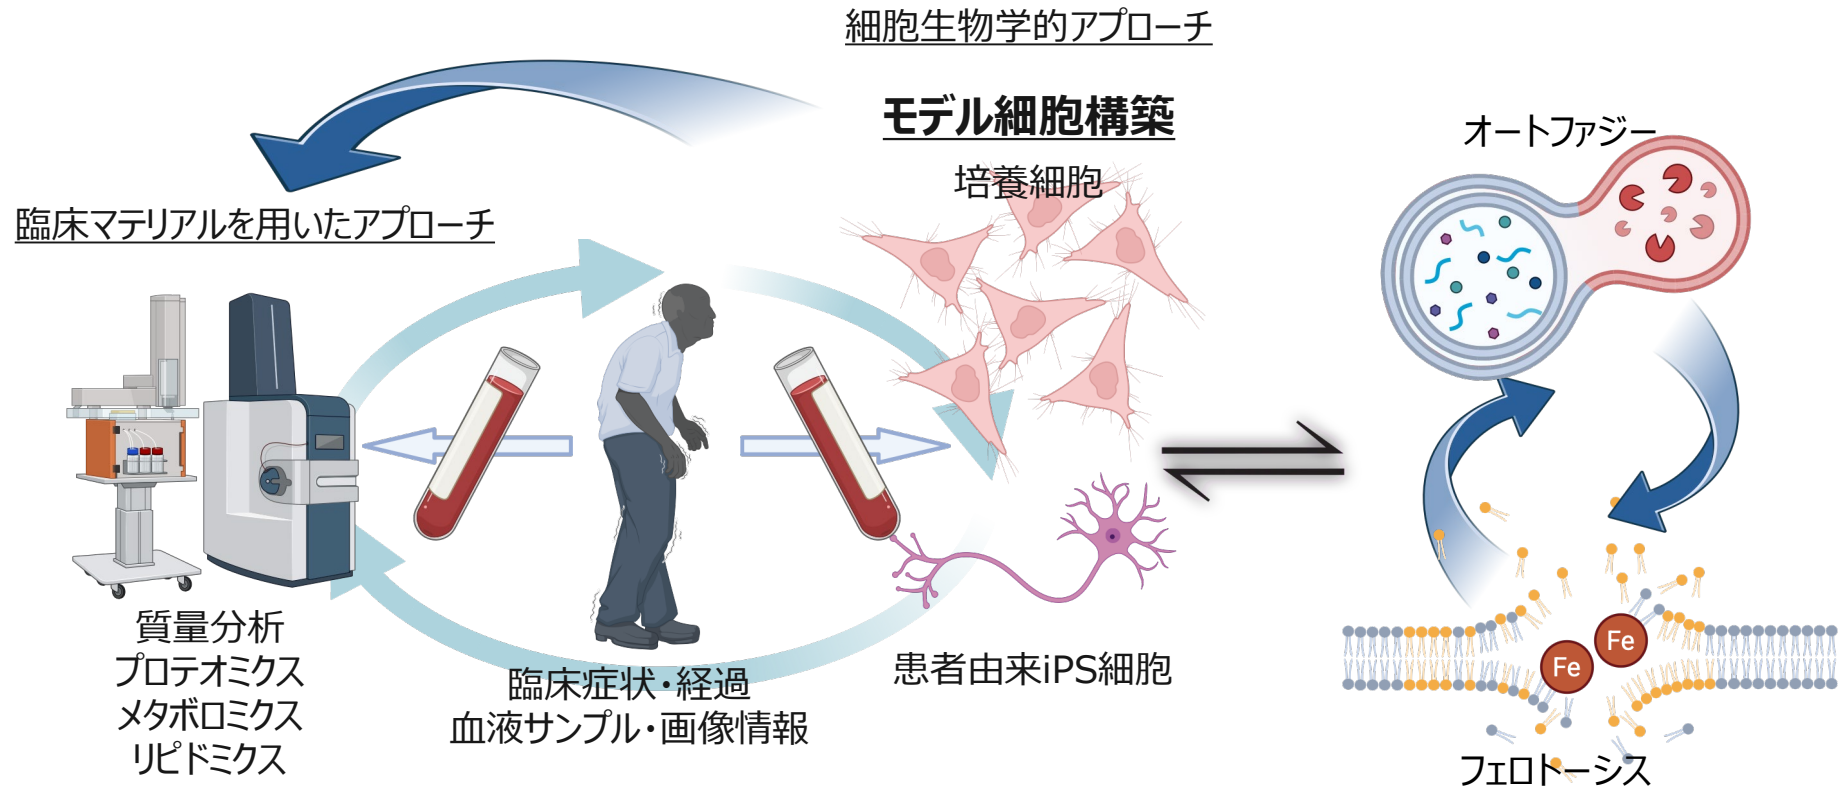 細胞生物学的アプローチ
モデル細胞構築
培養細胞
オートファジー
臨床マテリアルを用いたアプローチ
質量分析
プロテオミクス
メタボロミクス
リピドミクス
臨床症状・経過
血液サンプル・画像情報
患者由来iPS細胞
Fe
Fe
フェロトーシス